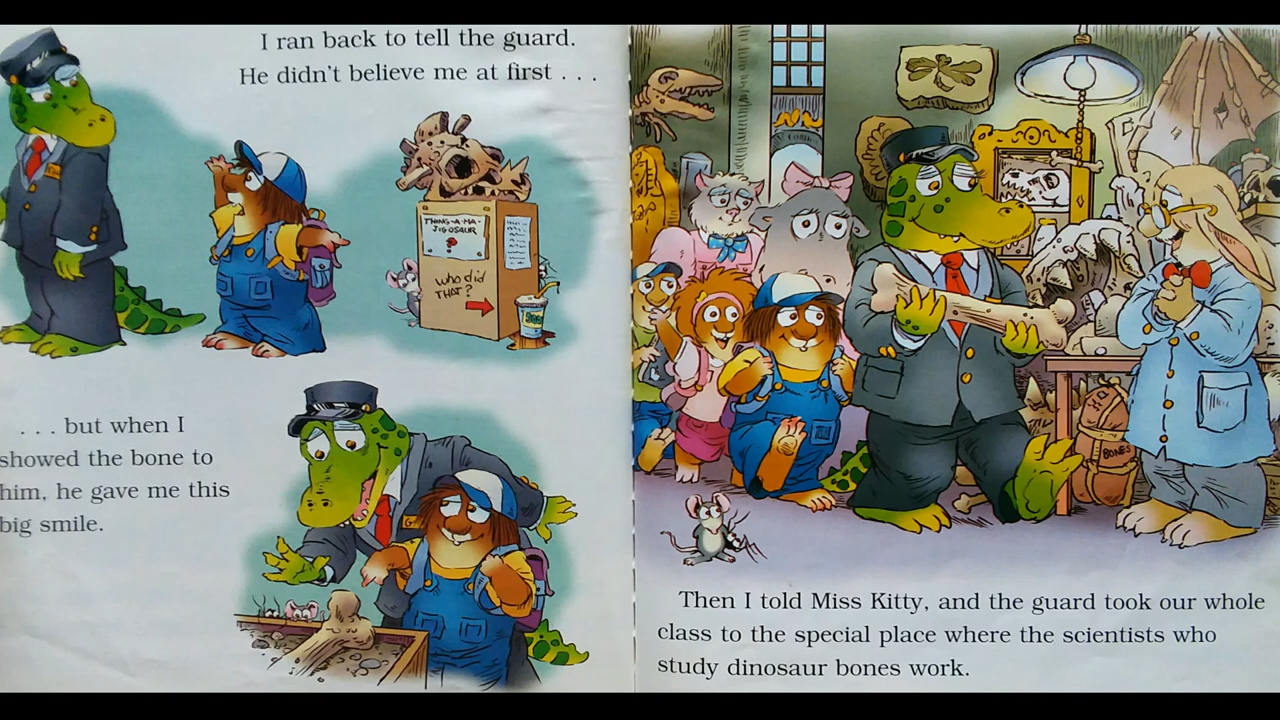 I ran back to tell the guard.
He didn't believe me at first . . .
THING-A-MA-
JIGOSAUR
?
Who did
THAT?
. . . but when I
showed the bone to
him, he gave me this
big smile.
BONES
Then I told Miss Kitty, and the guard took our whole
class to the special place where the scientists who
study dinosaur bones work.